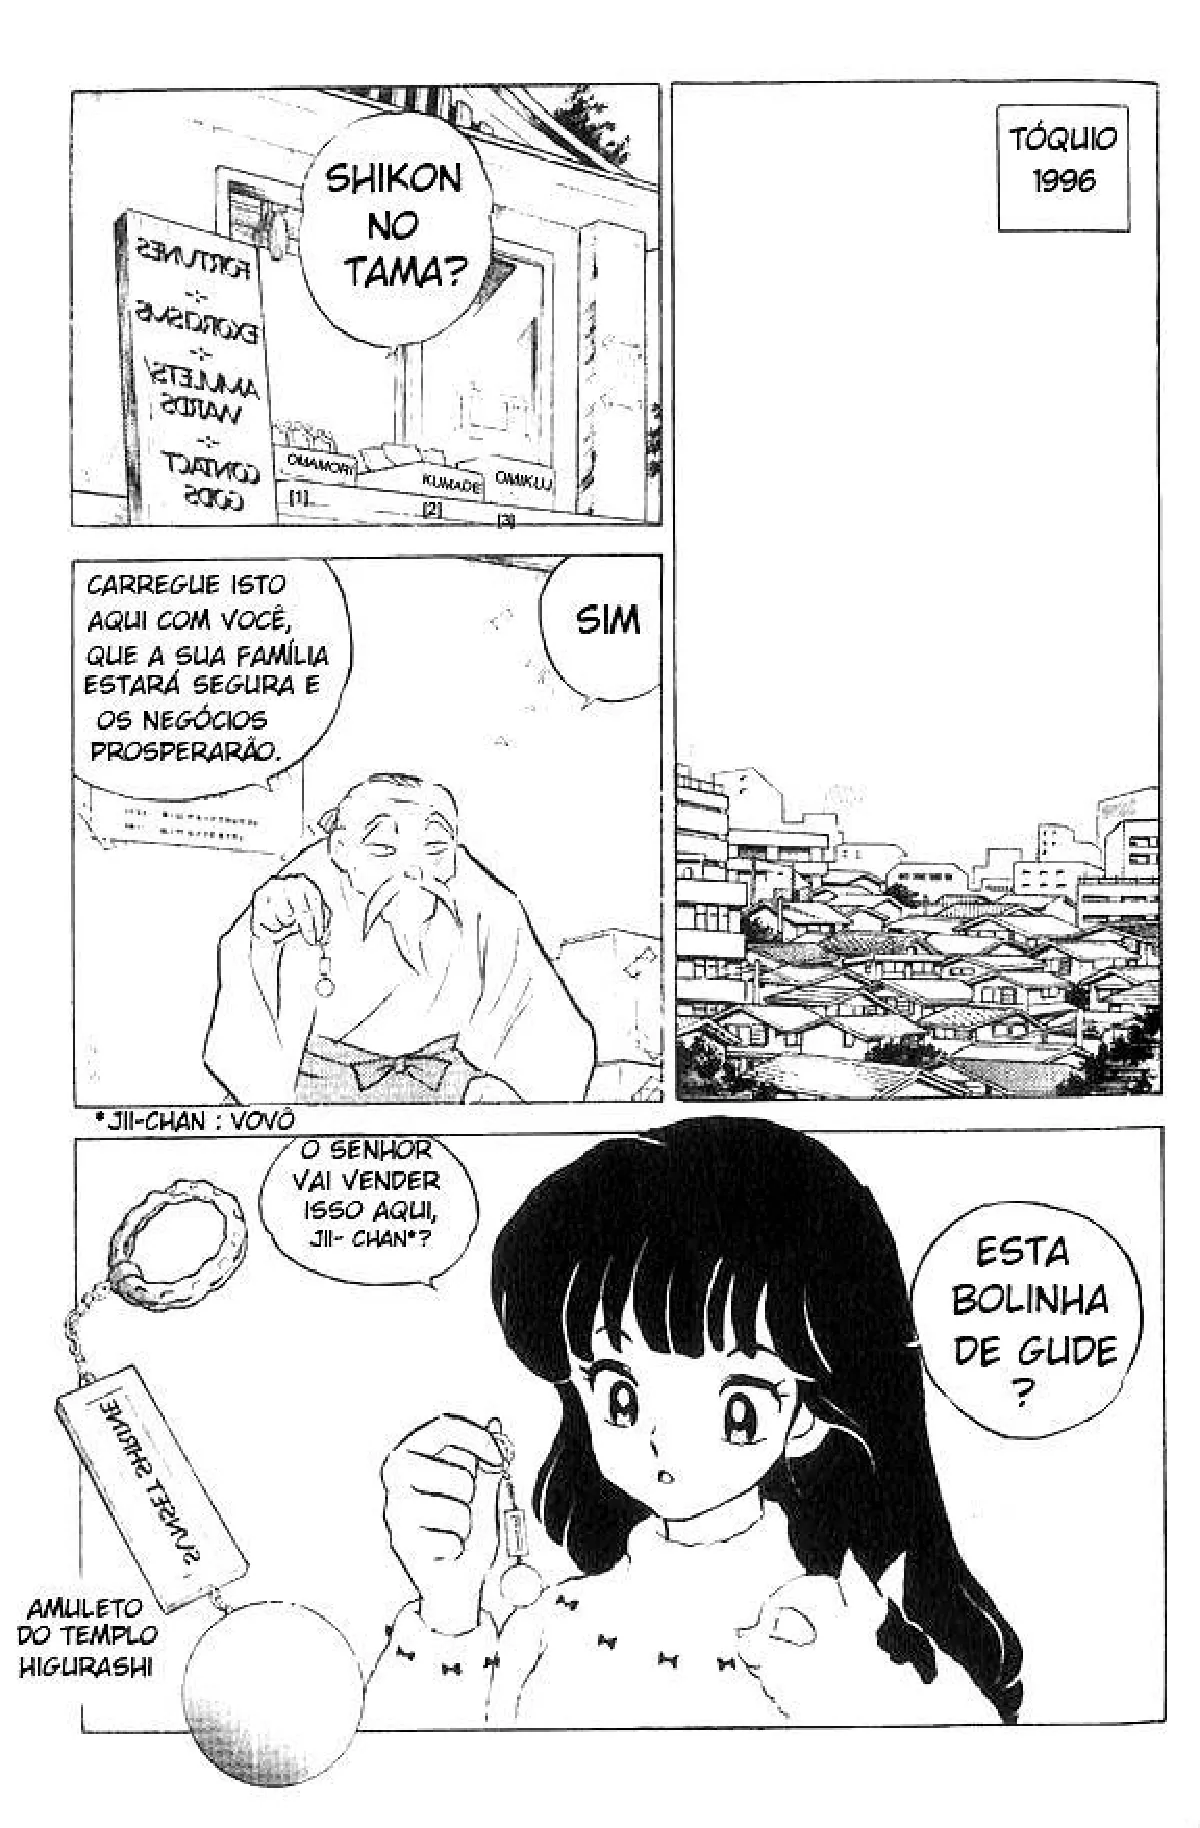 TÓQUIO
1996
SHIKON
NO
TAMA?
FORTUNES
EXORCISMS
AMULETS/
WARDS
CONTACT
GODS
OMAMORI
KUMADE
OMIKUJI
[1]
[2]
[3]
SIM
CARREGUE ISTO
AQUI COM VOCÊ,
QUE A SUA FAMÍLIA
ESTARÁ SEGURA E
OS NEGÓCIOS
PROSPERARÃO.
*JII-CHAN : VOVÔ
ESTA
BOLINHA
DE GUDE
?
O SENHOR
VAI VENDER
ISSO AQUI,
JII- CHAN*?
SUNSET SHRINE
AMULETO
DO TEMPLO
HIGURASHI